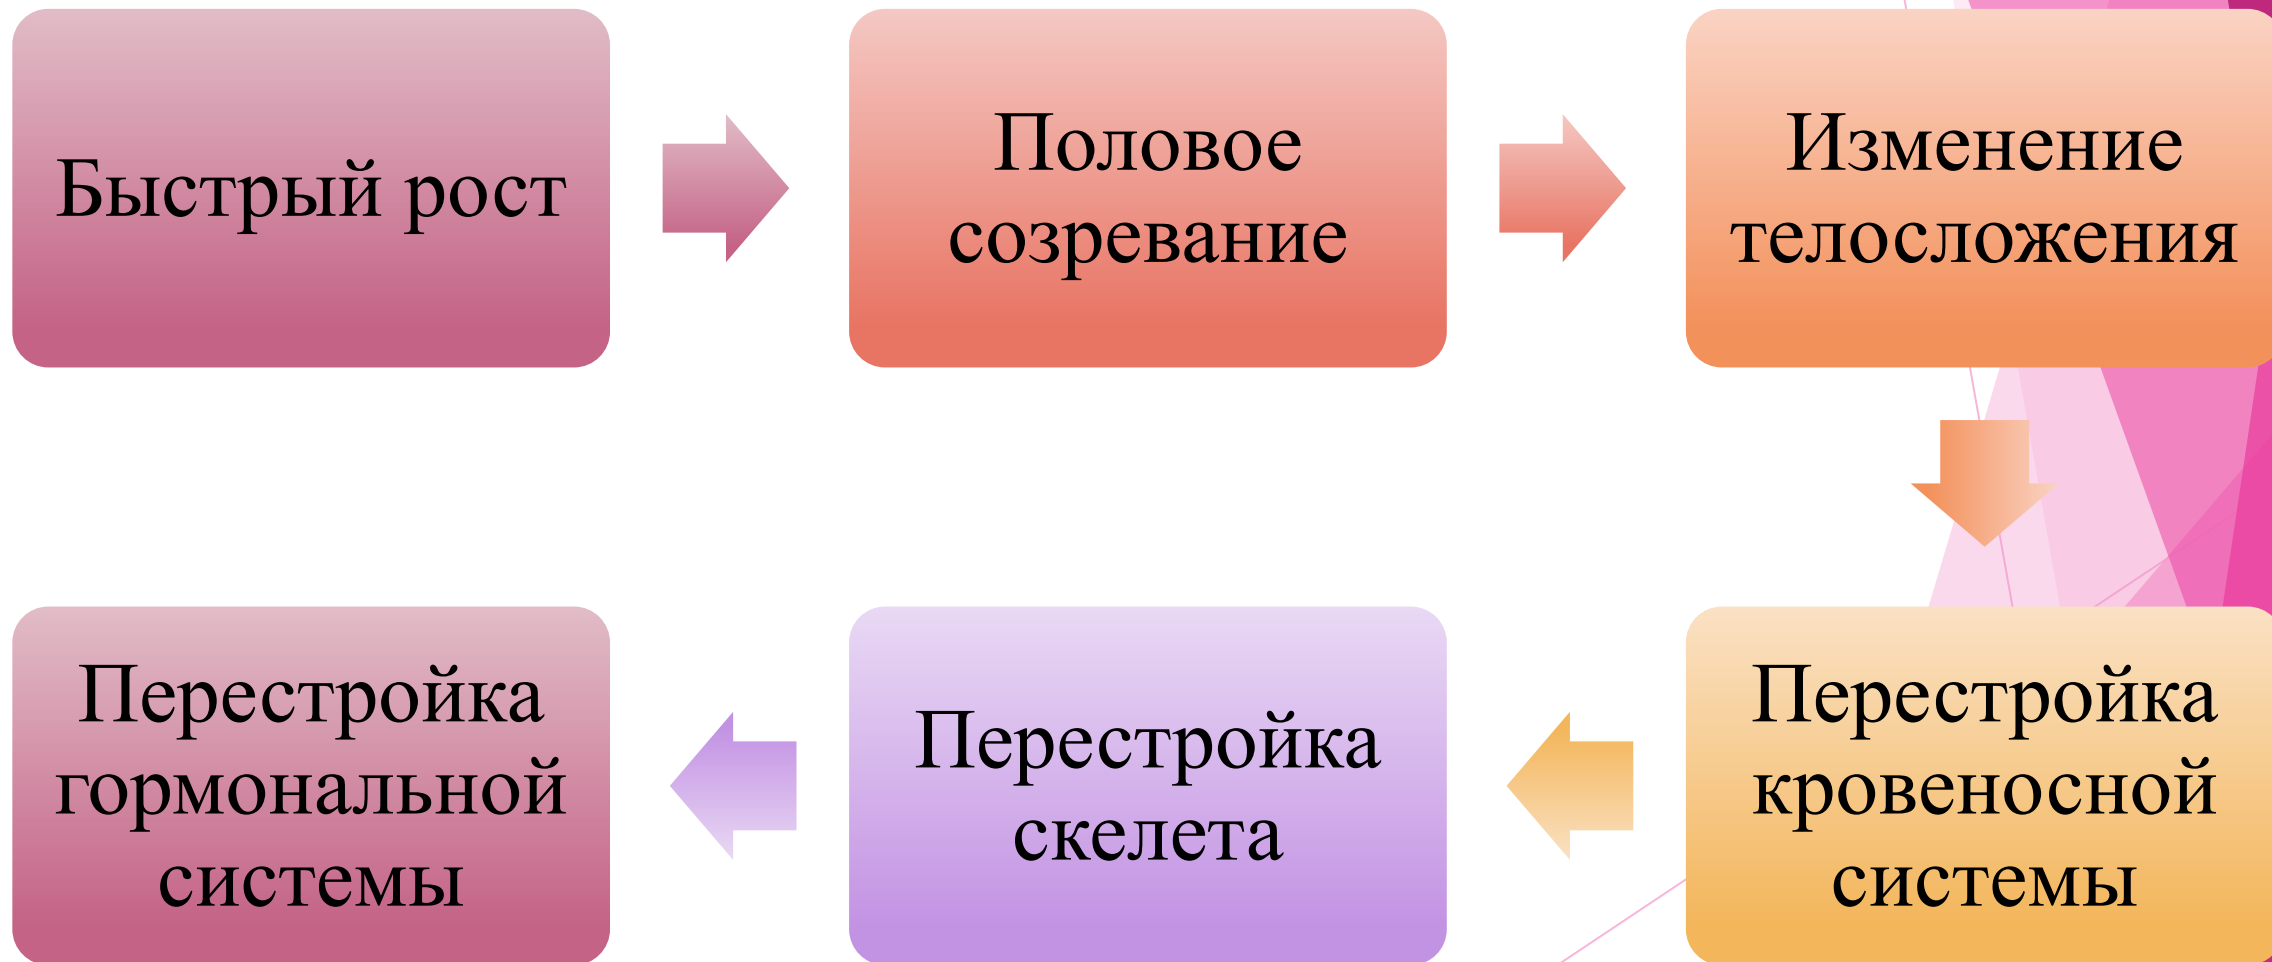 Быстрый рост
Половое
созревание
Изменение
телосложения
Перестройка
кровеносной
системы
Перестройка
скелета
Перестройка
гормональной
системы